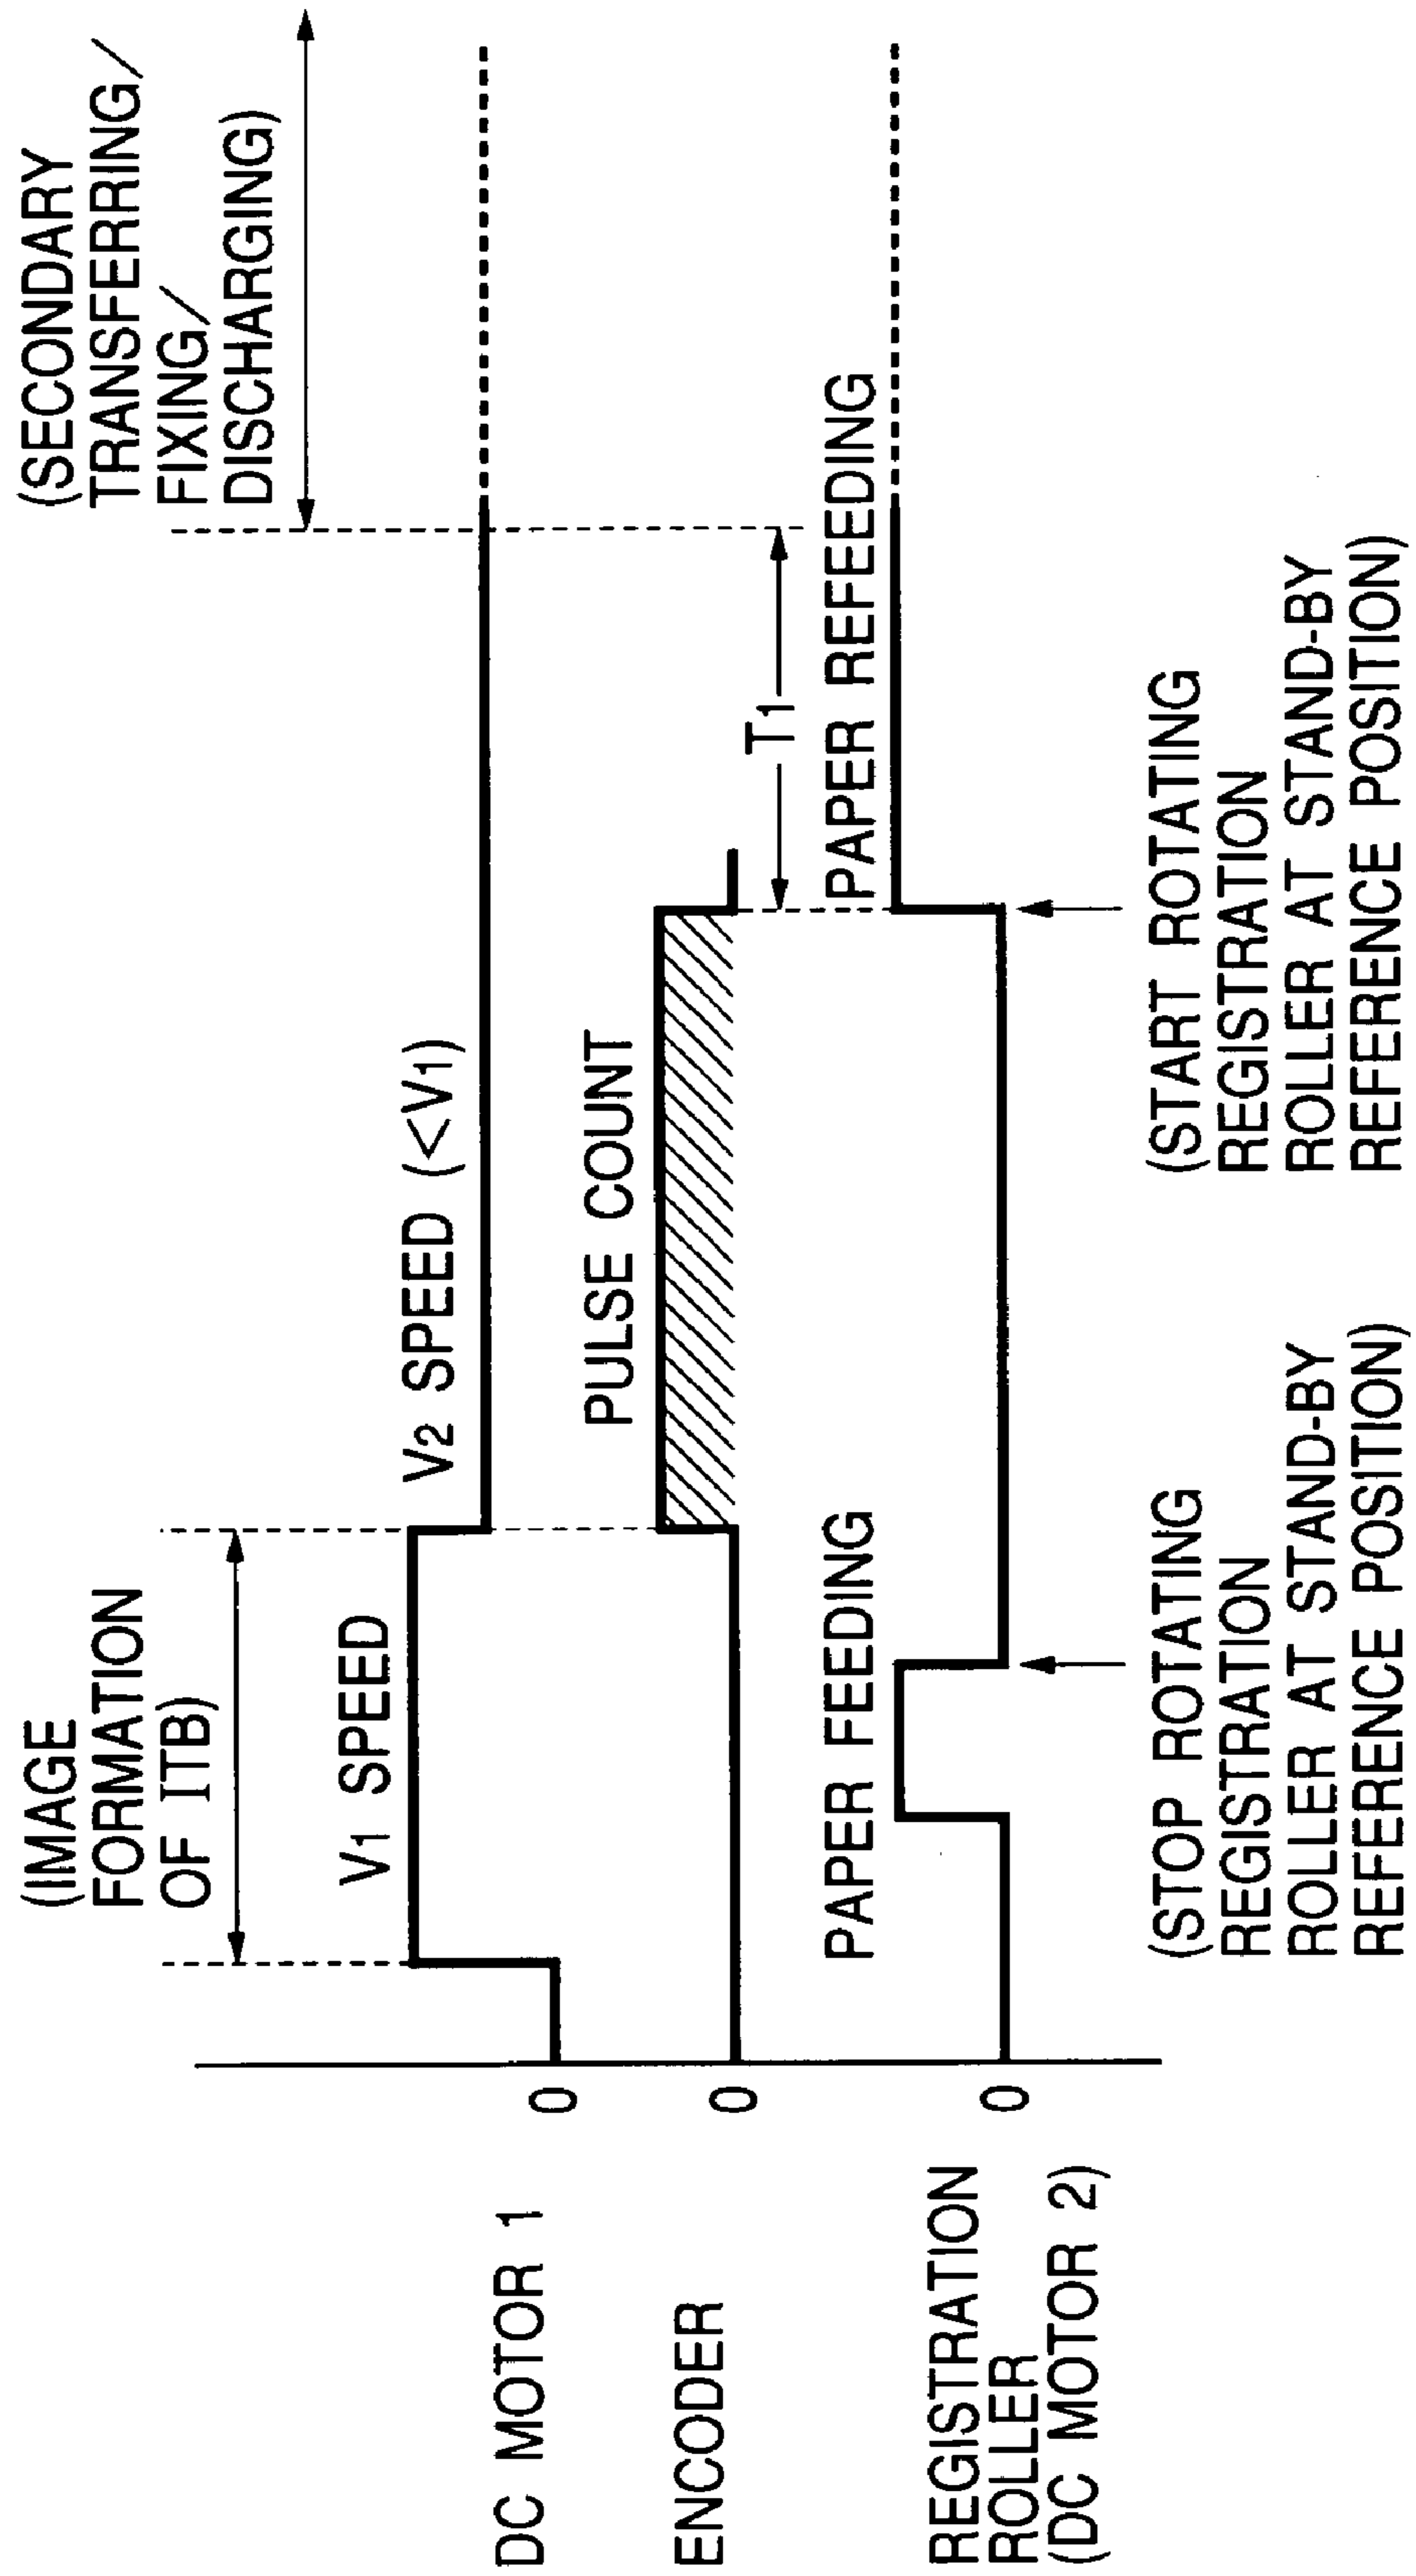 (IMAGE
FORMATION
OF ITB)
(SECONDARY
TRANSFERRING/
FIXING/
DISCHARGING)
V1 SPEED
V2 SPEED (<V1)
DC MOTOR 1
0
PULSE COUNT
ENCODER
0
T1
PAPER FEEDING
PAPER REFEEDING
REGISTRATION
ROLLER
(DC MOTOR 2)
0
(STOP ROTATING
REGISTRATION
ROLLER AT STAND-BY
REFERENCE POSITION)
(START ROTATING
REGISTRATION
ROLLER AT STAND-BY
REFERENCE POSITION)